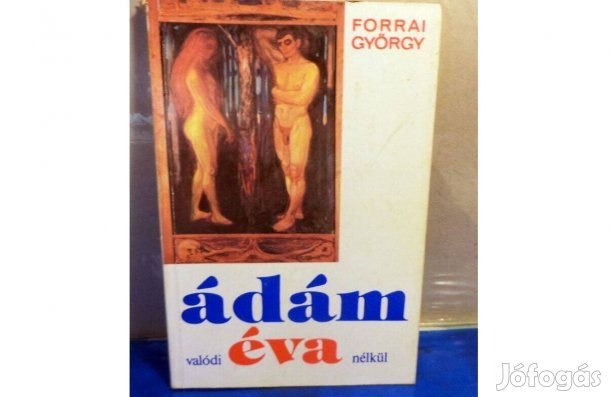 FORRAI
GYÖRGY
ádám
valódi éva nélkül
Jófogás